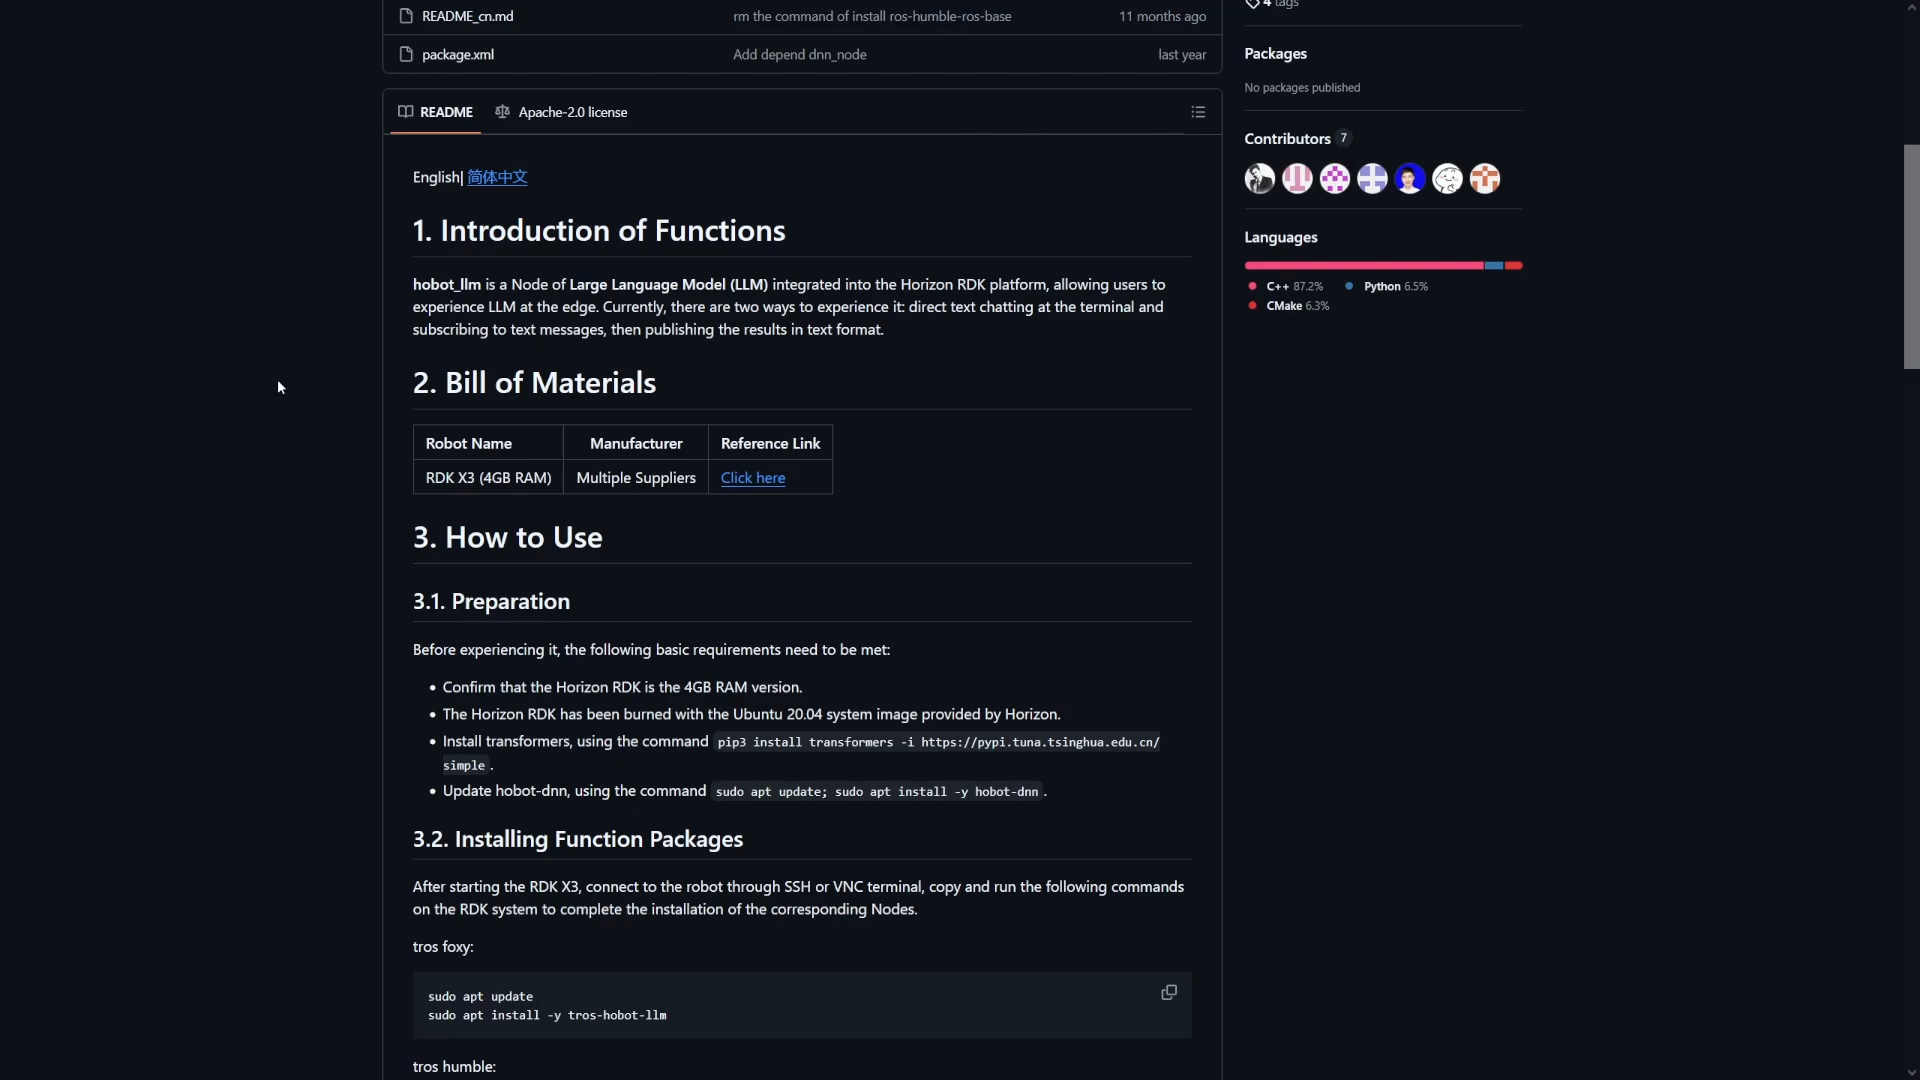 README_cn.md rm the command of install ros-humble-ros-base 11 months ago
package.xml Add depend dnn_node last year
README Apache-2.0 license
English| 简体中文
1. Introduction of Functions
hobot_llm is a Node of Large Language Model (LLM) integrated into the Horizon RDK platform, allowing users to
experience LLM at the edge. Currently, there are two ways to experience it: direct text chatting at the terminal and
subscribing to text messages, then publishing the results in text format.
2. Bill of Materials
Robot Name Manufacturer Reference Link
RDK X3 (4GB RAM) Multiple Suppliers Click here
3. How to Use
3.1. Preparation
Before experiencing it, the following basic requirements need to be met:
• Confirm that the Horizon RDK is the 4GB RAM version.
• The Horizon RDK has been burned with the Ubuntu 20.04 system image provided by Horizon.
• Install transformers, using the command pip3 install transformers -i https://pypi.tuna.tsinghua.edu.cn/
simple .
• Update hobot-dnn, using the command sudo apt update; sudo apt install -y hobot-dnn .
3.2. Installing Function Packages
After starting the RDK X3, connect to the robot through SSH or VNC terminal, copy and run the following commands
on the RDK system to complete the installation of the corresponding Nodes.
tros foxy:
sudo apt update
sudo apt install -y tros-hobot-llm
tros humble:
4 tags
Packages
No packages published
Contributors 7
Languages
C++ 87.2% Python 6.5%
CMake 6.3%